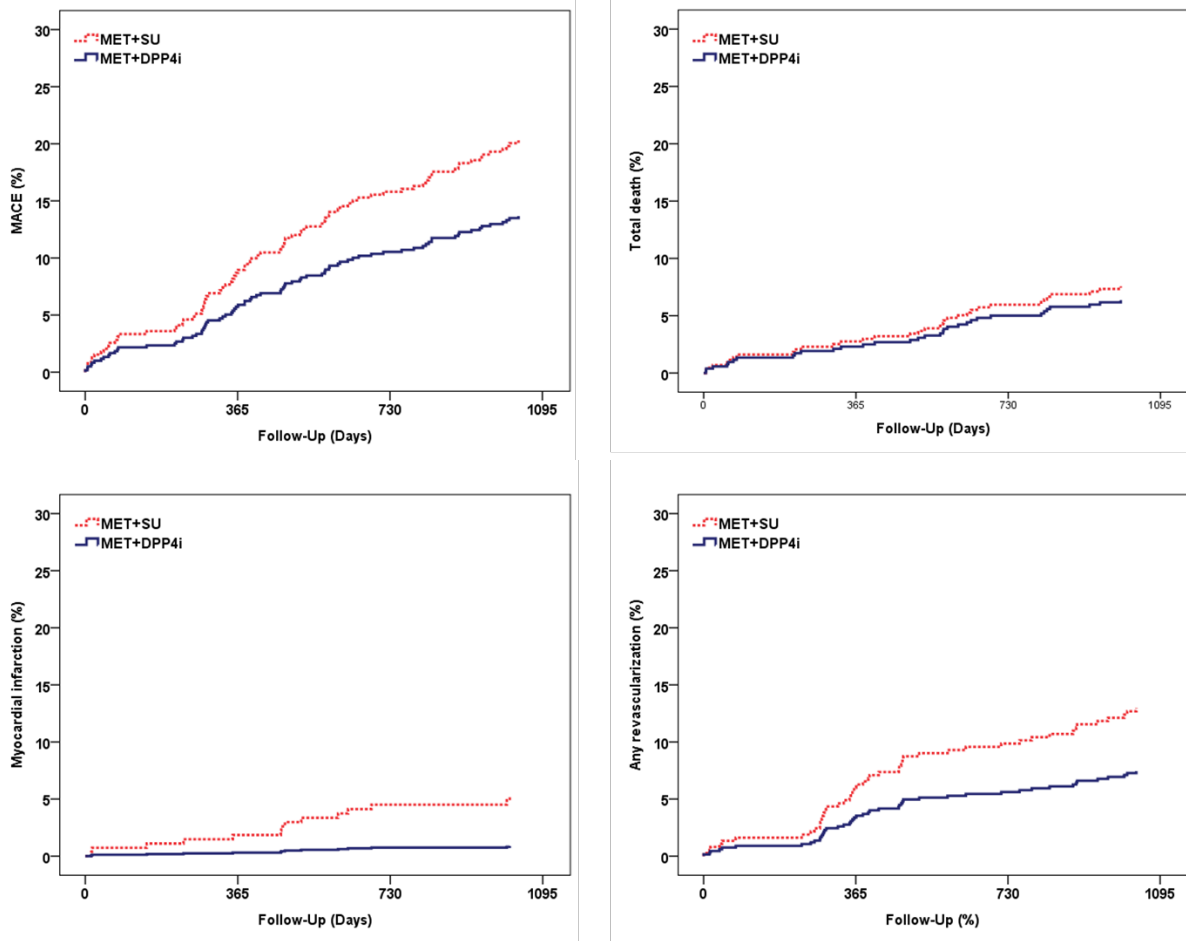 30
25
20
15
10
5
0
MACE (%)
MET+SU
MET+DPP4i
0 365 730 1095
Follow-Up (Days)
30
25
20
15
10
5
0
Total death (%)
MET+SU
MET+DPP4i
0 365 730 1095
Follow-Up (Days)
30
25
20
15
10
5
0
Myocardial infarction (%)
MET+SU
MET+DPP4i
0 365 730 1095
Follow-Up (Days)
30
25
20
15
10
5
0
Any revascularization (%)
MET+SU
MET+DPP4i
0 365 730 1095
Follow-Up (%)